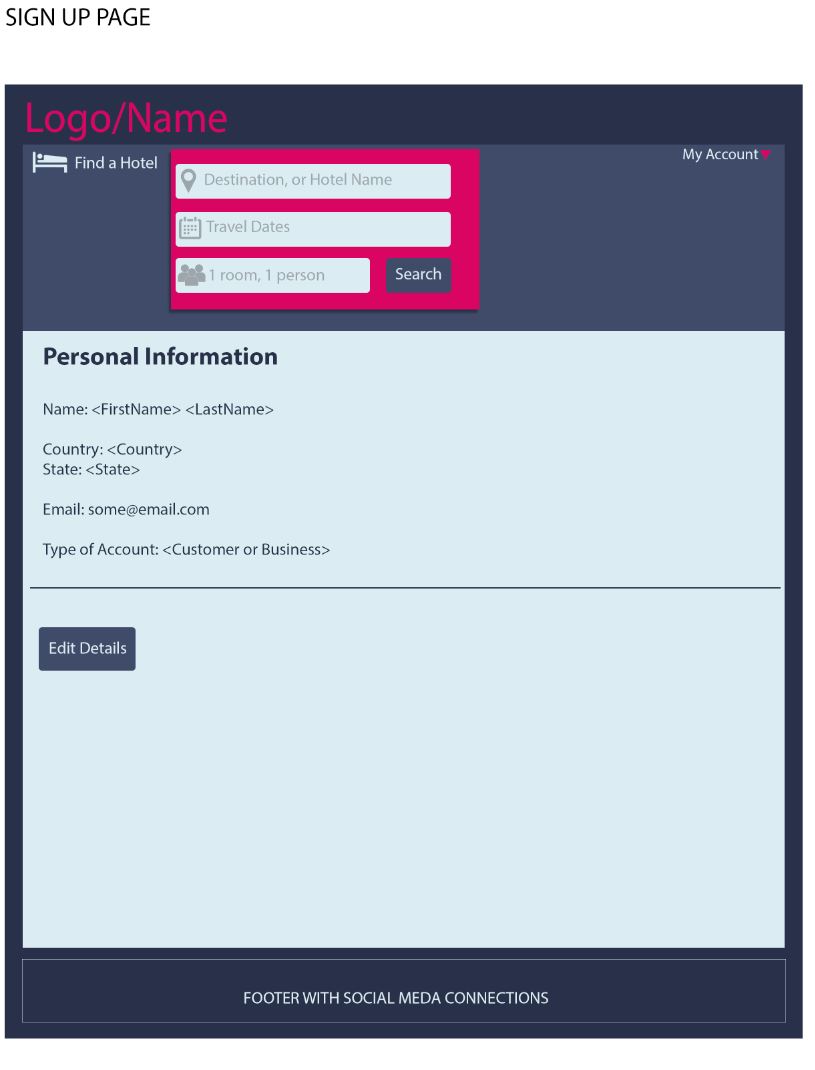 SIGN UP PAGE
Logo/Name
Find a Hotel
My Account
Destination, or Hotel Name
Travel Dates
1 room, 1 person
Search
Personal Information
Name: <FirstName> <LastName>
Country: <Country>
State: <State>
Email: some@email.com
Type of Account: <Customer or Business>
Edit Details
FOOTER WITH SOCIAL MEDA CONNECTIONS